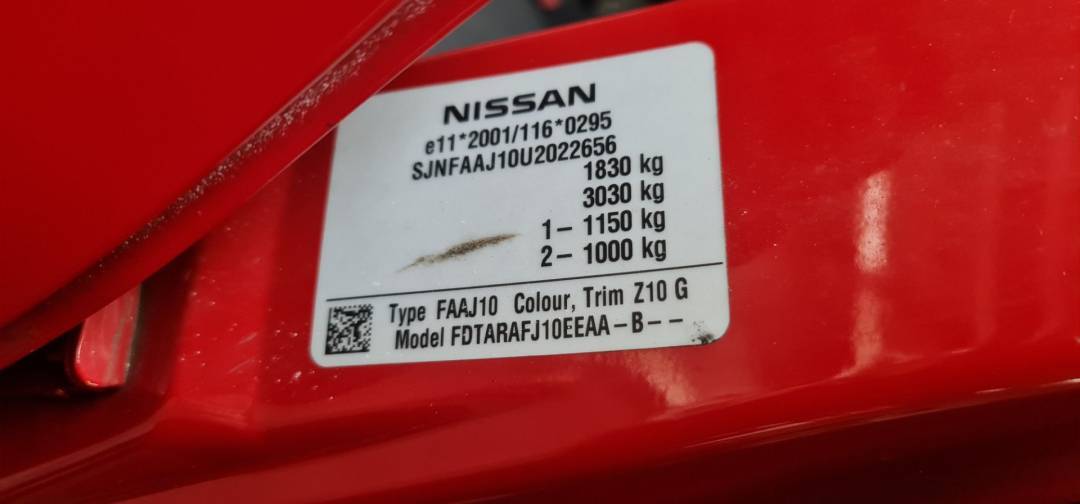 NISSAN
e11*2001/116*0295
SJNFAAJ10U2022656
1830 kg
3030 kg
1- 1150 kg
2- 1000 kg
Type FAAJ10 Colour, Trim Z10 G
Model FDTARAFJ10EEAA-B--